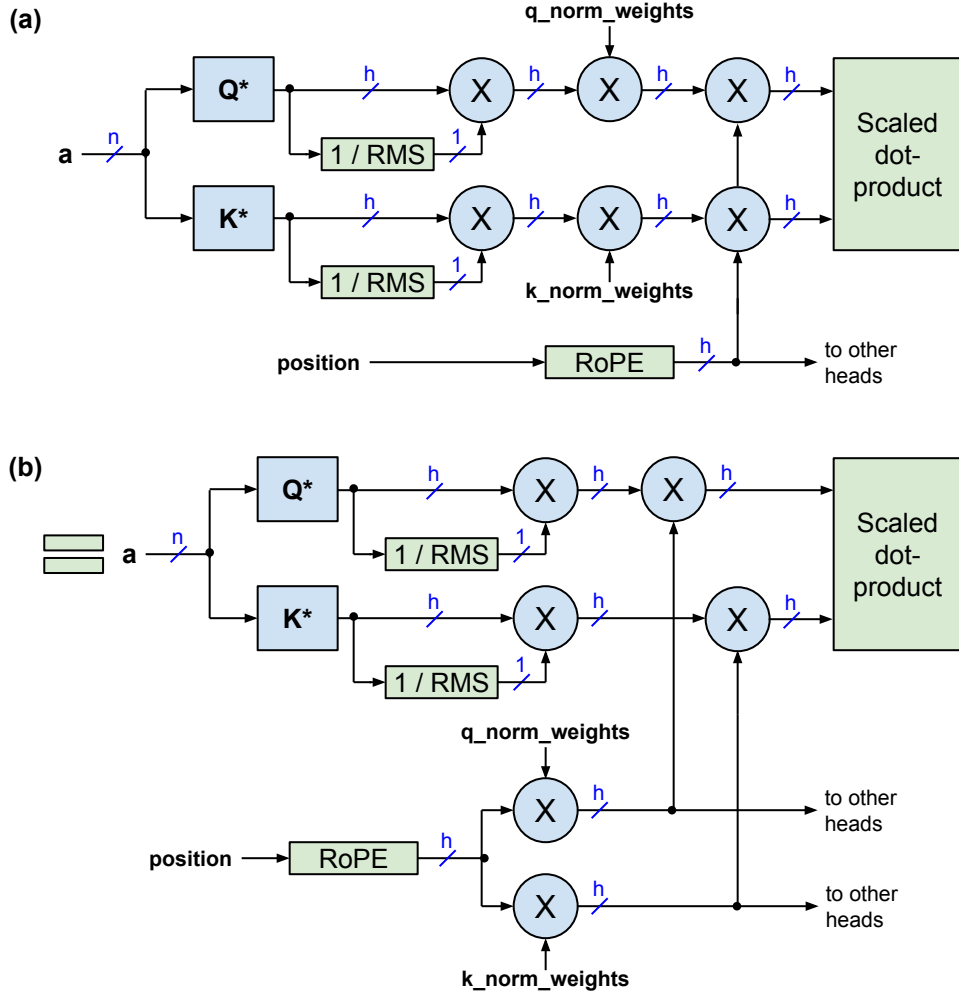 (a)
q_norm_weights
Q*
h
X
h
X
h
X
h
n
a
1 / RMS
1
Scaled
dot-
product
K*
h
X
h
X
h
X
h
1 / RMS
1
k_norm_weights
position
RoPE
h
to other
heads
(b)
Q*
h
X
h
X
h
n
a
1 / RMS
1
Scaled
dot-
product
K*
h
X
h
X
h
1 / RMS
1
q_norm_weights
X
h
to other
heads
position
RoPE
h
X
h
to other
heads
k_norm_weights